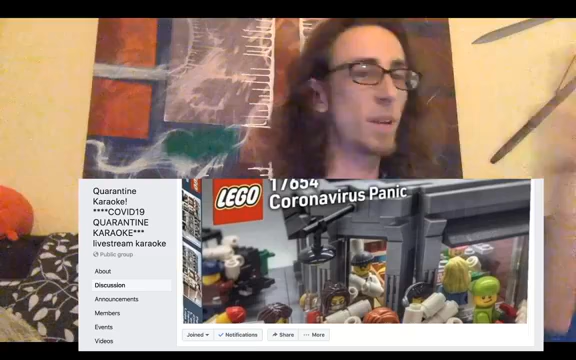 Quarantine
Karaoke!
****COVID19
QUARANTINE
KARAOKE***
livestream karaoke
Public group
About
Discussion
Announcements
Members
Events
Videos
LEGO
17654
Coronavirus Panic
Joined
Notifications
Share
More